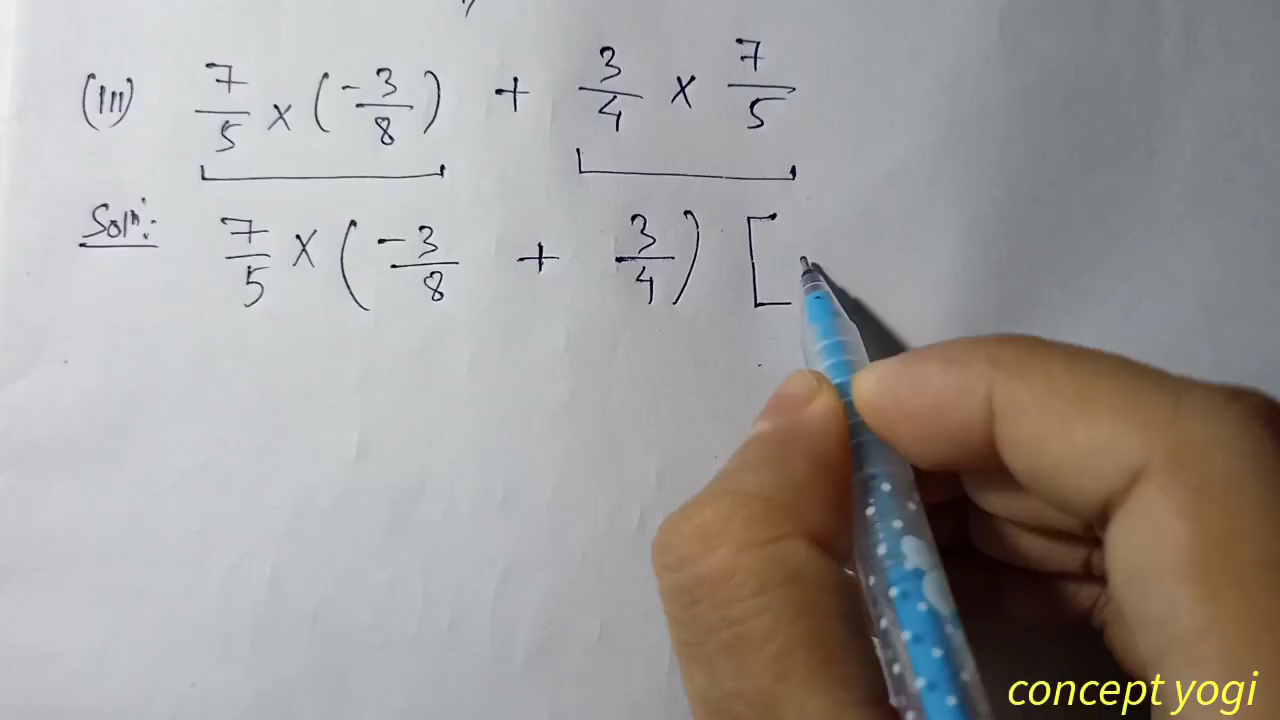 (III) 7/5 × (-3/8) + 3/4 × 7/5
Soln: 7/5 × (-3/8 + 3/4) [
concept yogi